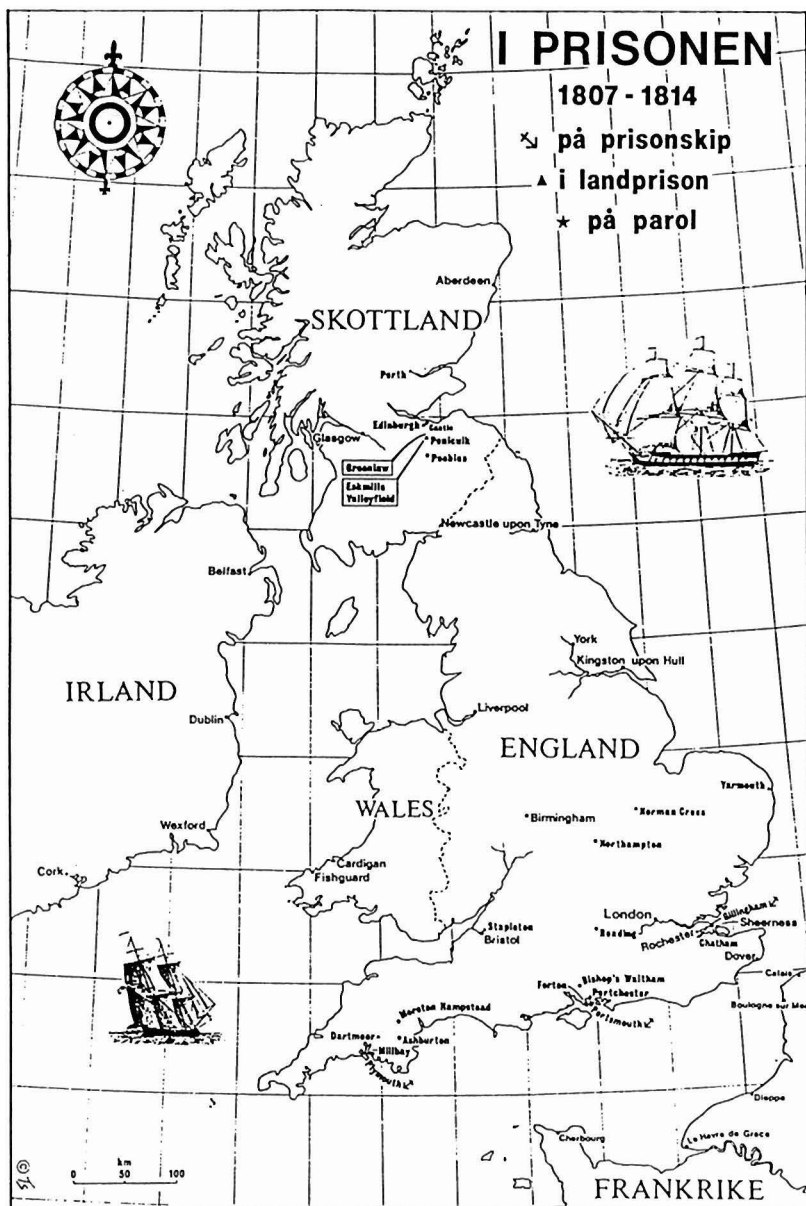 I PRISONEN
1807 - 1814
på prisonskip
i landprison
på parol
Aberdeen
SKOTTLAND
Perth
Edinburgh Castle
Glasgow
Penicuik
Greenlaw
Peebles
Eskmills
Valleyfield
Newcastle upon Tyne
Belfast
York
Kingston upon Hull
IRLAND
Liverpool
Dublin
ENGLAND
Yarmouth
WALES
Birmingham
Norman Cross
Wexford
Northampton
Cardigan
Cork
Fishguard
London
Gillingham
Stapleton
Reading
Sheerness
Bristol
Rochester
Chatham
Dover
Bishop's Waltham
Calais
Forton
Portchester
Boulogne sur Mer
Moreton Hampstead
Portsmouth
Dartmoor
Ashburton
Millbay
Plymouth
Dieppe
Cherbourg
Le Havre de Grace
km
0 50 100
FRANKRIKE